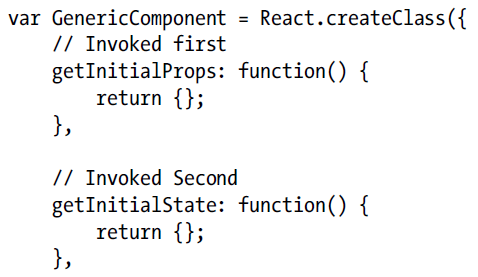 var GenericComponent = React.createClass({
    // Invoked first
    getInitialProps: function() {
        return {};
    },

    // Invoked Second
    getInitialState: function() {
        return {};
    },